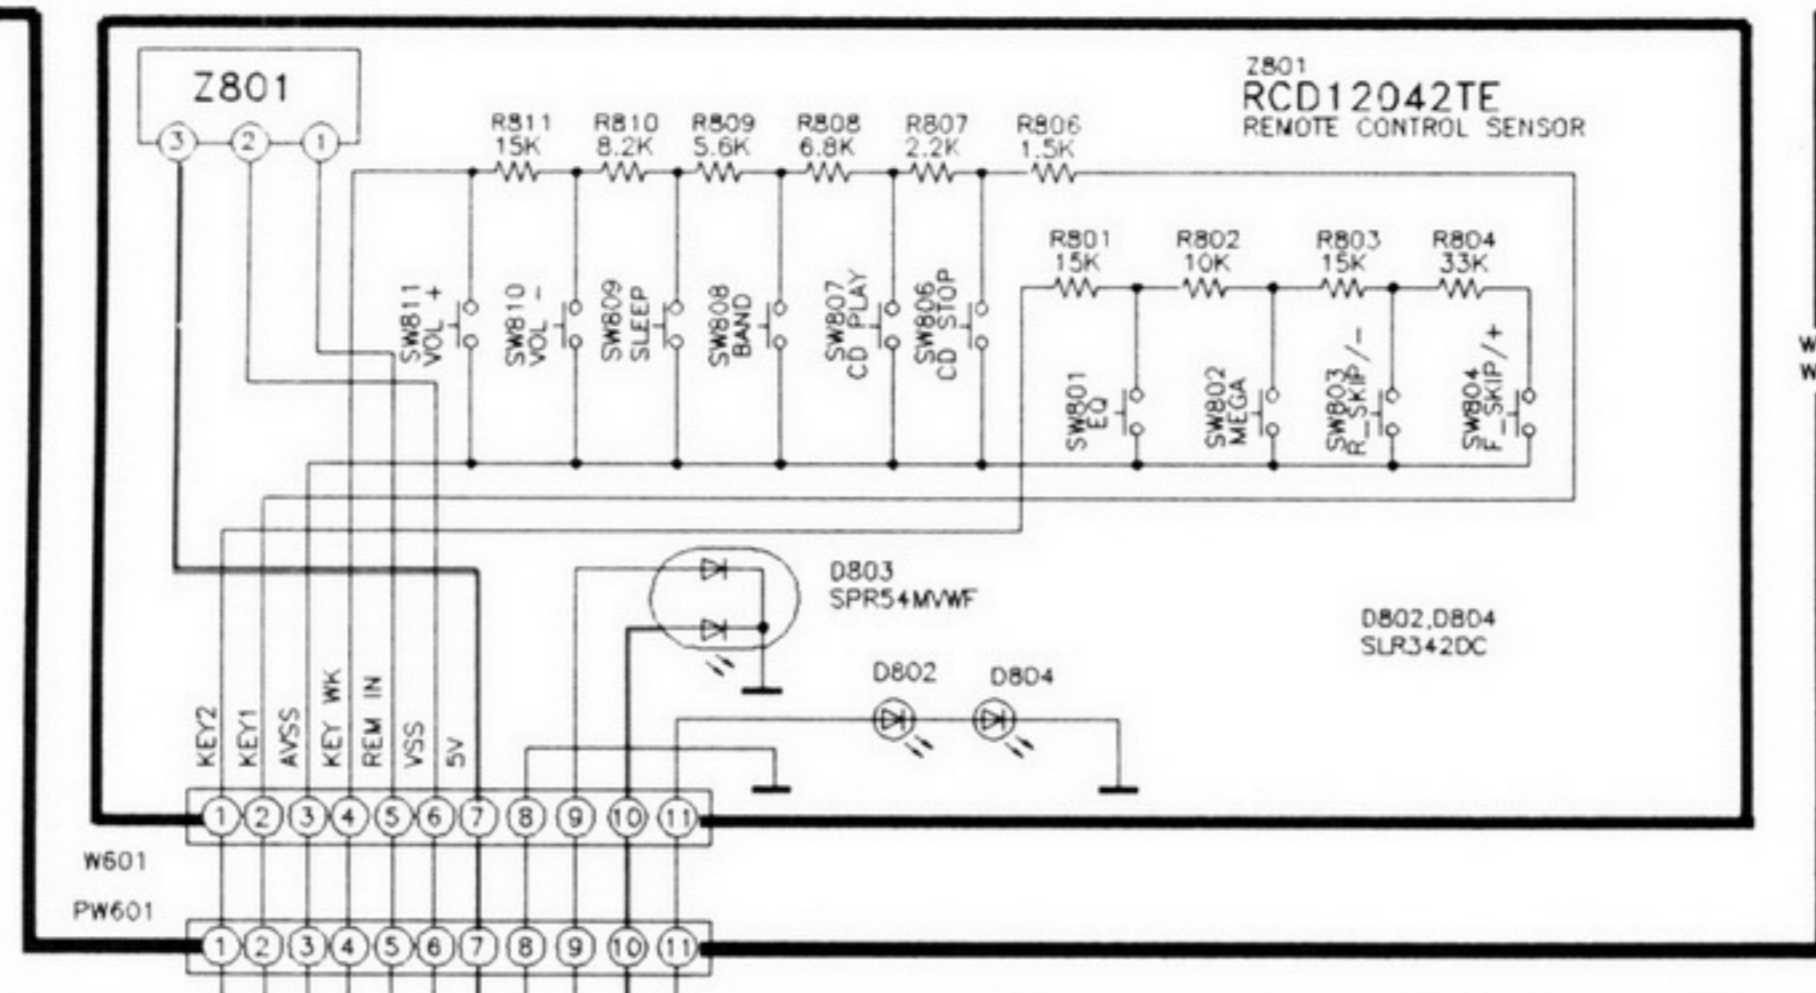 Z801
3 2 1
Z801
RCD12042TE
REMOTE CONTROL SENSOR
R811
15K
R810
8.2K
R809
5.6K
R808
6.8K
R807
2.2K
R806
1.5K
R801
15K
R802
10K
R803
15K
R804
33K
SW811
VOL +
SW810
VOL -
SW809
SLEEP
SW808
BAND
SW807
CD PLAY
SW806
CD STOP
SW801
EQ
SW802
MEGA
SW803
R_SKIP/-
SW804
F_SKIP/+
W
W
D803
SPR54MVWF
D802,D804
SLR342DC
D802
D804
KEY2
KEY1
AVSS
KEY WK
REM IN
VSS
5V
1 2 3 4 5 6 7 8 9 10 11
W601
PW601
1 2 3 4 5 6 7 8 9 10 11